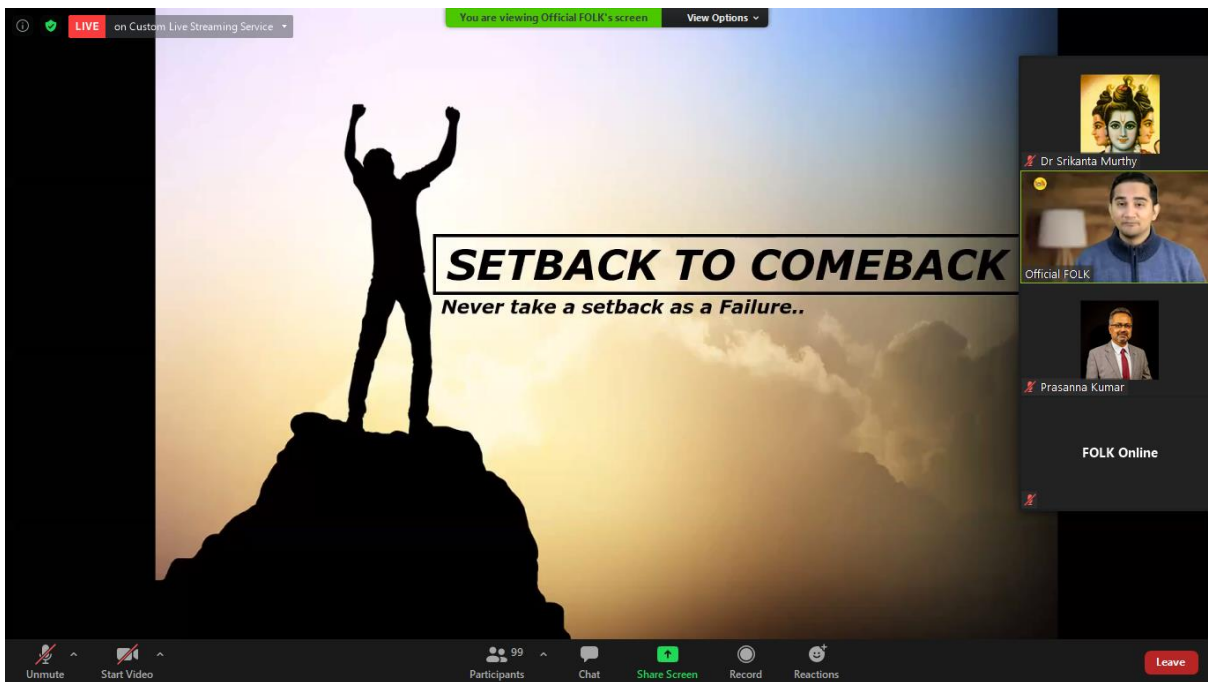 LIVE on Custom Live Streaming Service
You are viewing Official FOLK's screen View Options
Dr Srikanta Murthy
Official FOLK
SETBACK TO COMEBACK
Never take a setback as a Failure..
Prasanna Kumar
FOLK Online
Unmute Start Video 99 Participants Chat Share Screen Record Reactions Leave